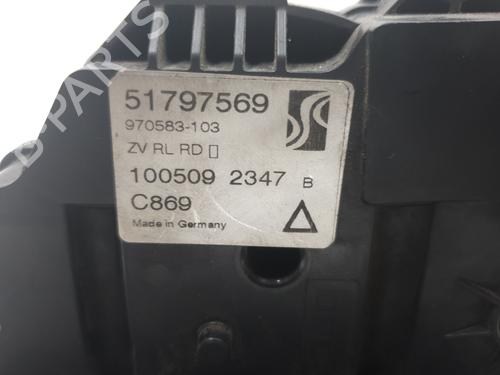 51797569
970583-103
ZV RL RD ▯
100509 2347 B
C869
Made in Germany
B-PARTS